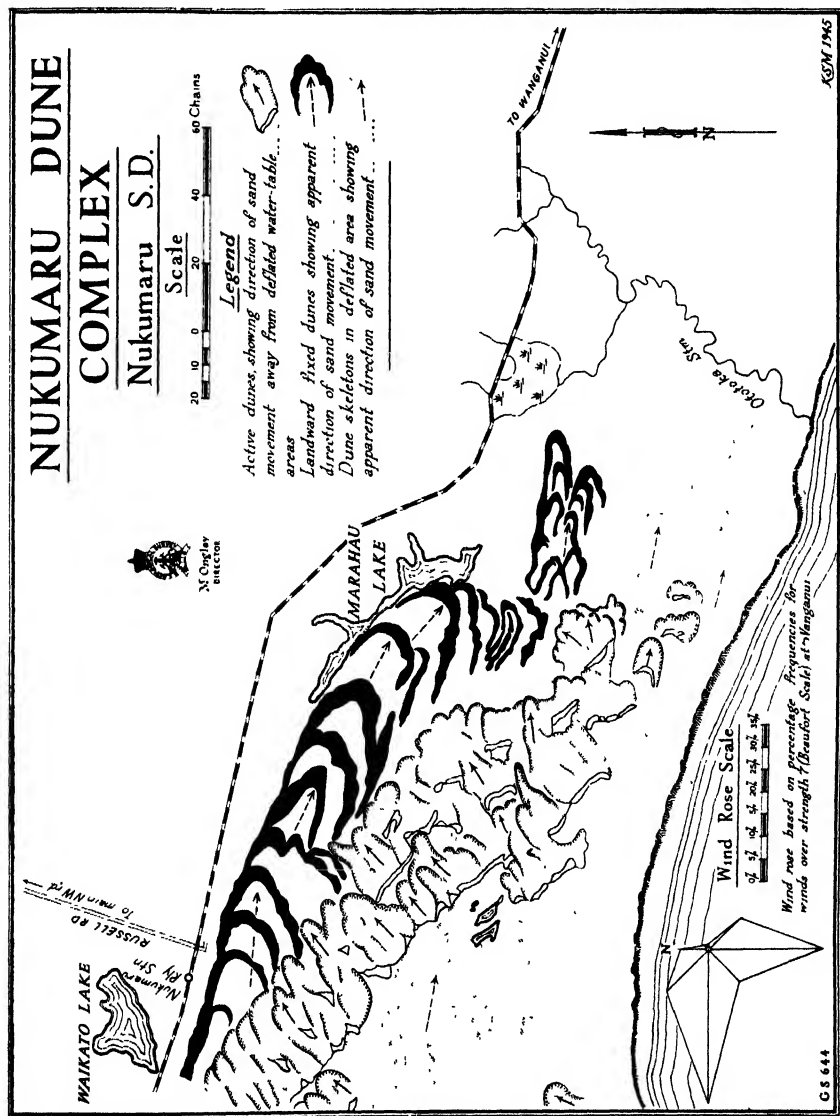 NUKUMARU DUNE
COMPLEX
Nukumaru S.D.
Scale
20 10 0 20 40 60 Chains
Legend
Active dunes, showing direction of sand
movement away from deflated water-table....
areas
Landward fixed dunes showing apparent
direction of sand movement. . .... ....
Dune skeletons in deflated area showing
apparent direction of sand movement.... ....
M. Ongley
DIRECTOR
WAIKATO LAKE
Nukumaru
Rly Stn
RUSSELL RD
To main NW rd
MARAHAU
LAKE
TO WANGANUI
Ototoka Stm
N
N
Wind Rose Scale
0% 5% 10% 15% 20% 25% 30% 35%
Wind rose based on percentage frequencies for
winds over strength 4 (Beaufort Scale) at Wanganui
G S 644
KSM 1945